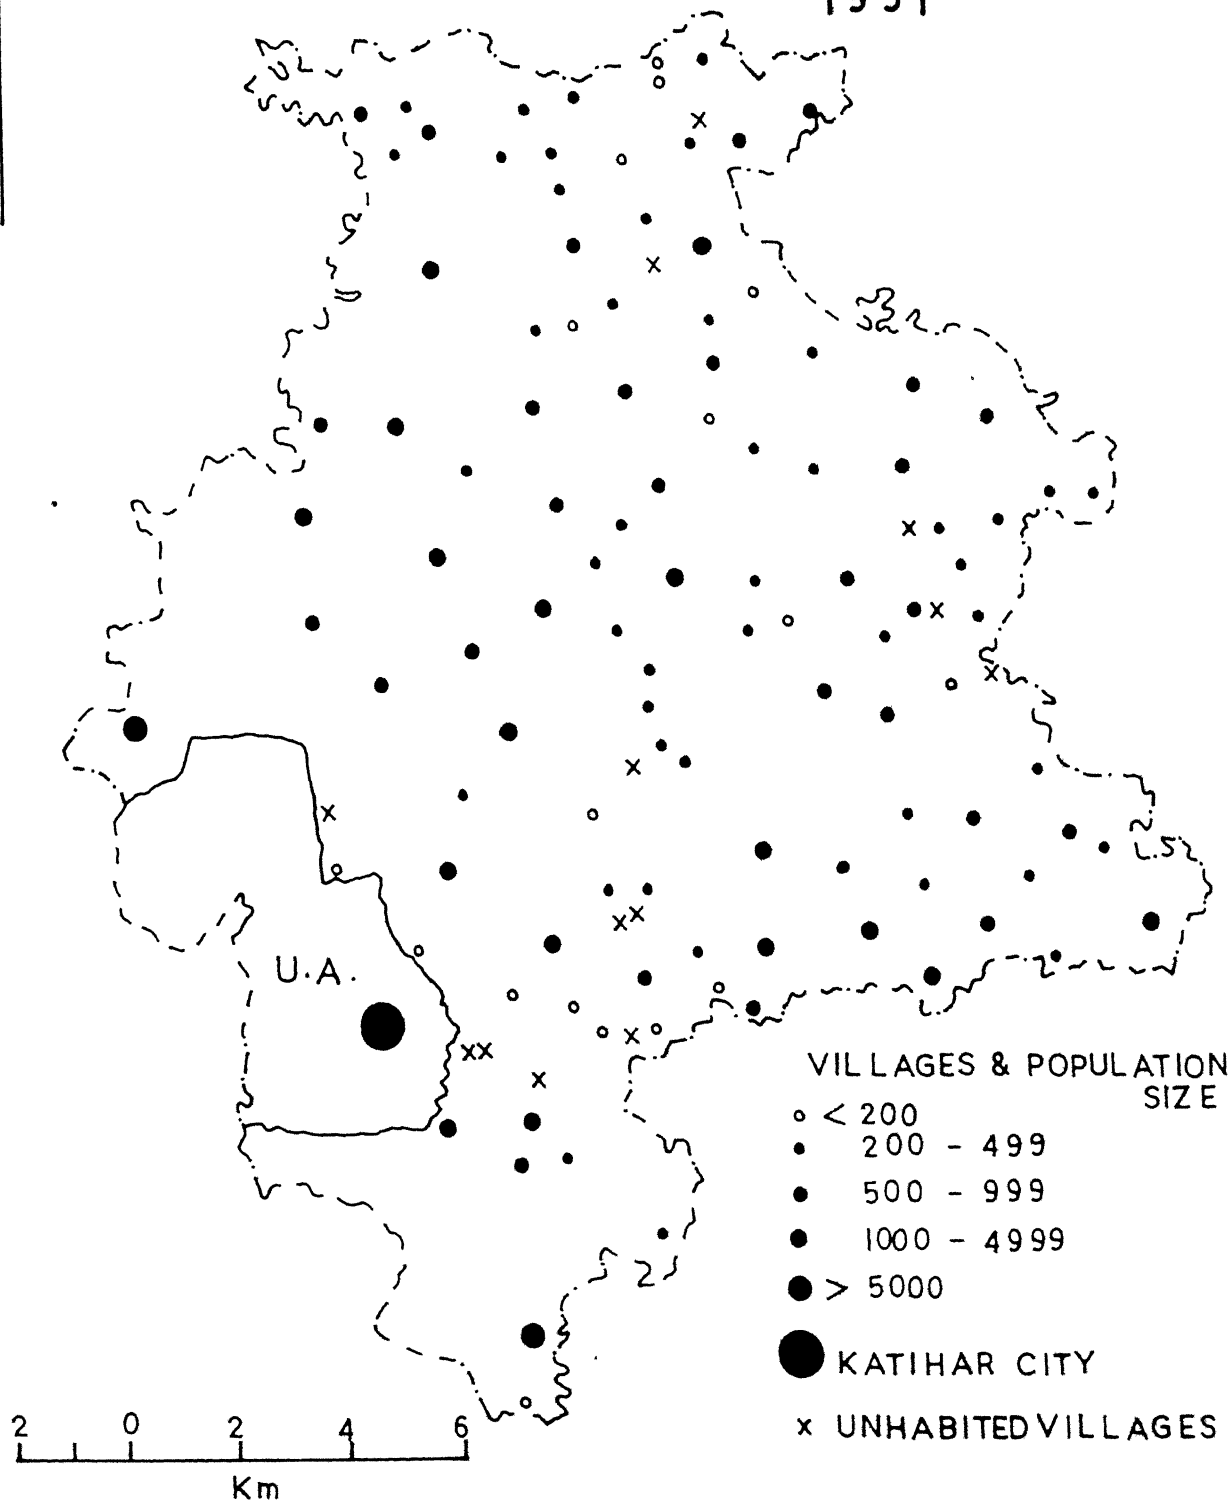 U.A.
VILLAGES & POPULATION
SIZE
< 200
200 - 499
500 - 999
1000 - 4999
> 5000
KATIHAR CITY
x UNHABITED VILLAGES
2 0 2 4 6
Km